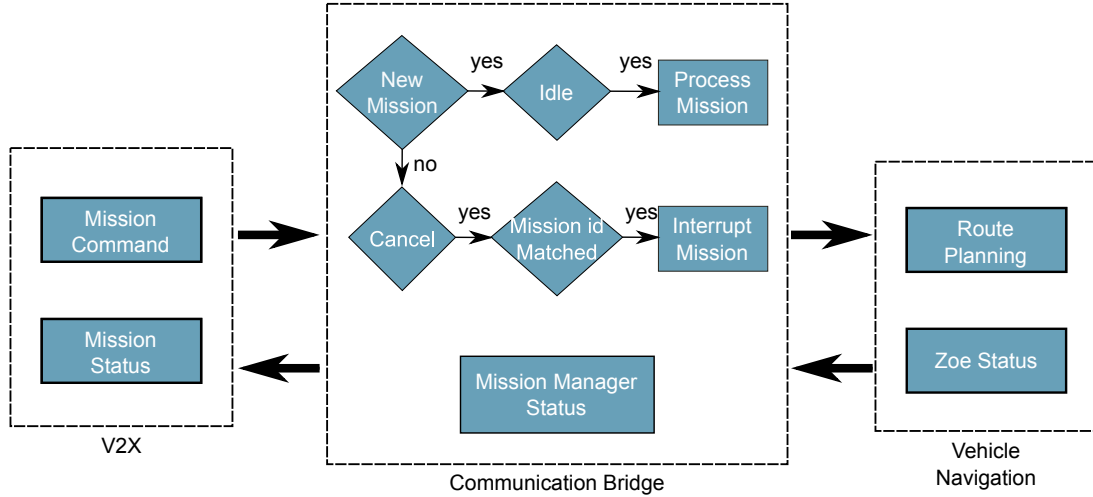 yes
yes
New
Mission
Idle
Process
Mission
no
Mission
Command
yes
yes
Cancel
Mission id
Matched
Interrupt
Mission
Route
Planning
Mission
Status
Mission Manager
Status
Zoe Status
V2X
Communication Bridge
Vehicle
Navigation